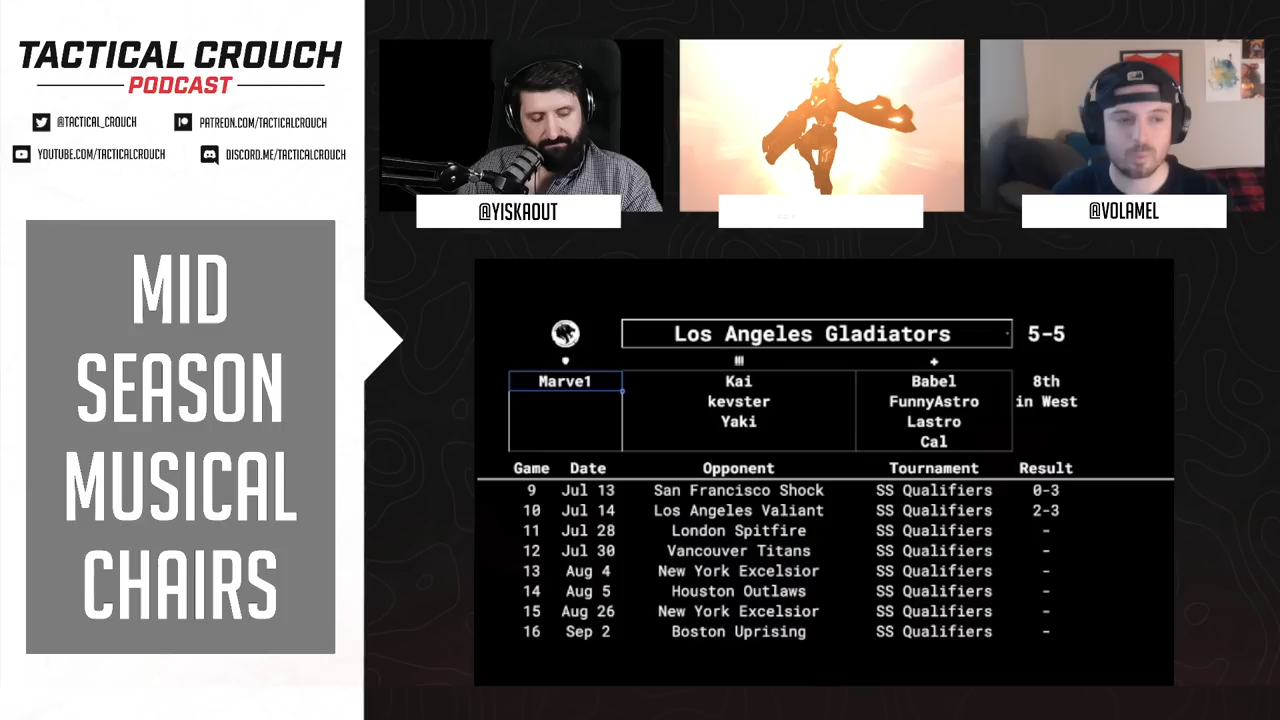 TACTICAL CROUCH
PODCAST
@TACTICAL_CROUCH
PATREON.COM/TACTICALCROUCH
YOUTUBE.COM/TACTICALCROUCH
DISCORD.ME/TACTICALCROUCH
MID
SEASON
MUSICAL
CHAIRS
@YISKAOUT
@VOLAMEL
Los Angeles Gladiators 5-5
Marve1 Kai Babel 8th
kevster FunnyAstro in West
Yaki Lastro
Cal
Game Date Opponent Tournament Result
9 Jul 13 San Francisco Shock SS Qualifiers 0-3
10 Jul 14 Los Angeles Valiant SS Qualifiers 2-3
11 Jul 28 London Spitfire SS Qualifiers -
12 Jul 30 Vancouver Titans SS Qualifiers -
13 Aug 4 New York Excelsior SS Qualifiers -
14 Aug 5 Houston Outlaws SS Qualifiers -
15 Aug 26 New York Excelsior SS Qualifiers -
16 Sep 2 Boston Uprising SS Qualifiers -